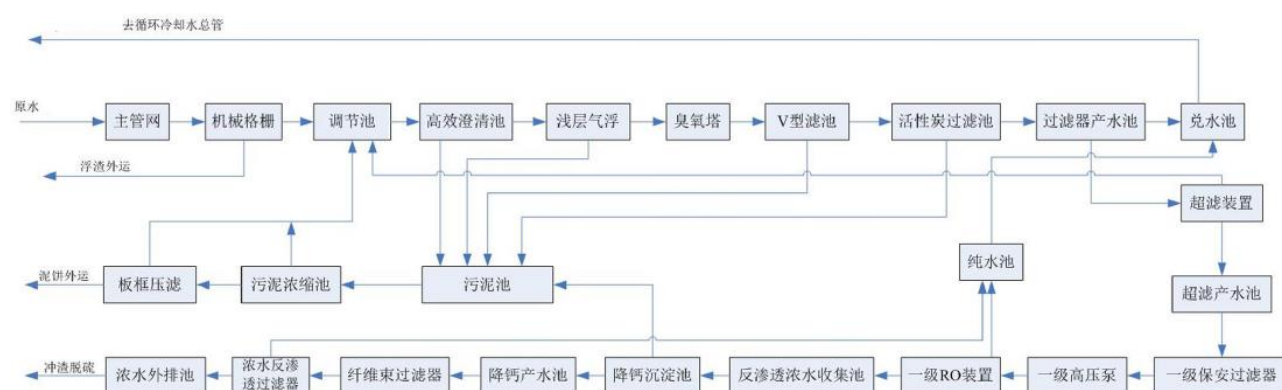 去循环冷却水总管
原水
主管网
机械格栅
调节池
高效澄清池
浅层气浮
臭氧塔
V型滤池
活性炭过滤池
过滤器产水池
兑水池
浮渣外运
超滤装置
泥饼外运
板框压滤
污泥浓缩池
污泥池
纯水池
超滤产水池
冲渣脱硫
浓水外排池
浓水反渗
透过滤器
纤维束过滤器
降钙产水池
降钙沉淀池
反渗透浓水收集池
一级RO装置
一级高压泵
一级保安过滤器